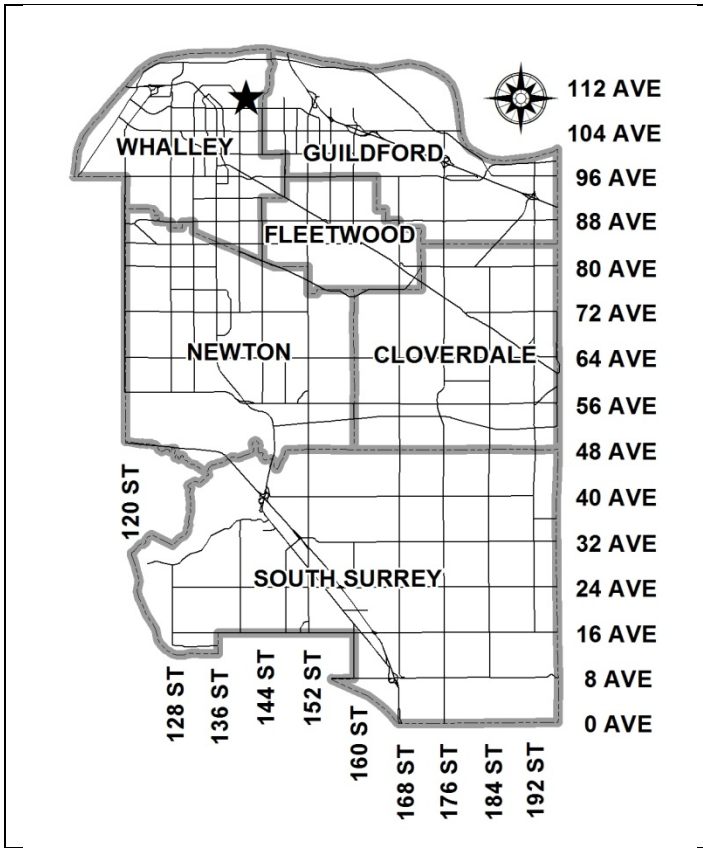 112 AVE
104 AVE
WHALLEY
GUILDFORD
96 AVE
88 AVE
FLEETWOOD
80 AVE
72 AVE
NEWTON
CLOVERDALE
64 AVE
56 AVE
48 AVE
120 ST
40 AVE
32 AVE
SOUTH SURREY
24 AVE
16 AVE
8 AVE
0 AVE
128 ST
136 ST
144 ST
152 ST
160 ST
168 ST
176 ST
184 ST
192 ST